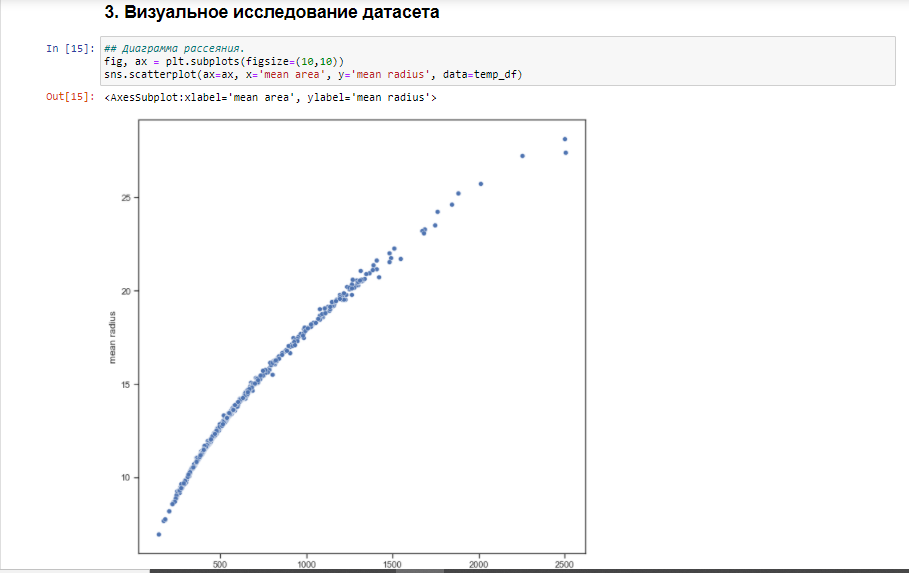 3. Визуальное исследование датасета
In [15]: ## Диаграмма рассеяния.
fig, ax = plt.subplots(figsize=(10,10))
sns.scatterplot(ax=ax, x='mean area', y='mean radius', data=temp_df)
Out[15]: <AxesSubplot:xlabel='mean area', ylabel='mean radius'>
25
20
mean radius
15
10
500 1000 1500 2000 2500